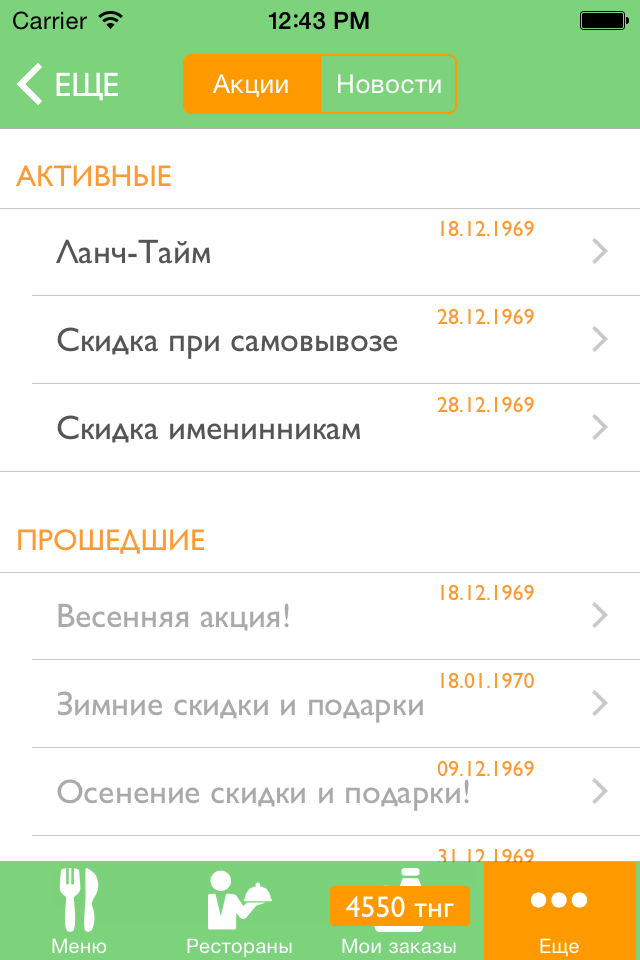 Carrier 12:43 PM
ЕЩЕ Акции Новости
АКТИВНЫЕ
18.12.1969
Ланч-Тайм
28.12.1969
Скидка при самовывозе
28.12.1969
Скидка именинникам
ПРОШЕДШИЕ
18.12.1969
Весенняя акция!
18.01.1970
Зимние скидки и подарки
09.12.1969
Осенение скидки и подарки!
31.12.1969
4550 тнг
Меню Рестораны Мои заказы Еще